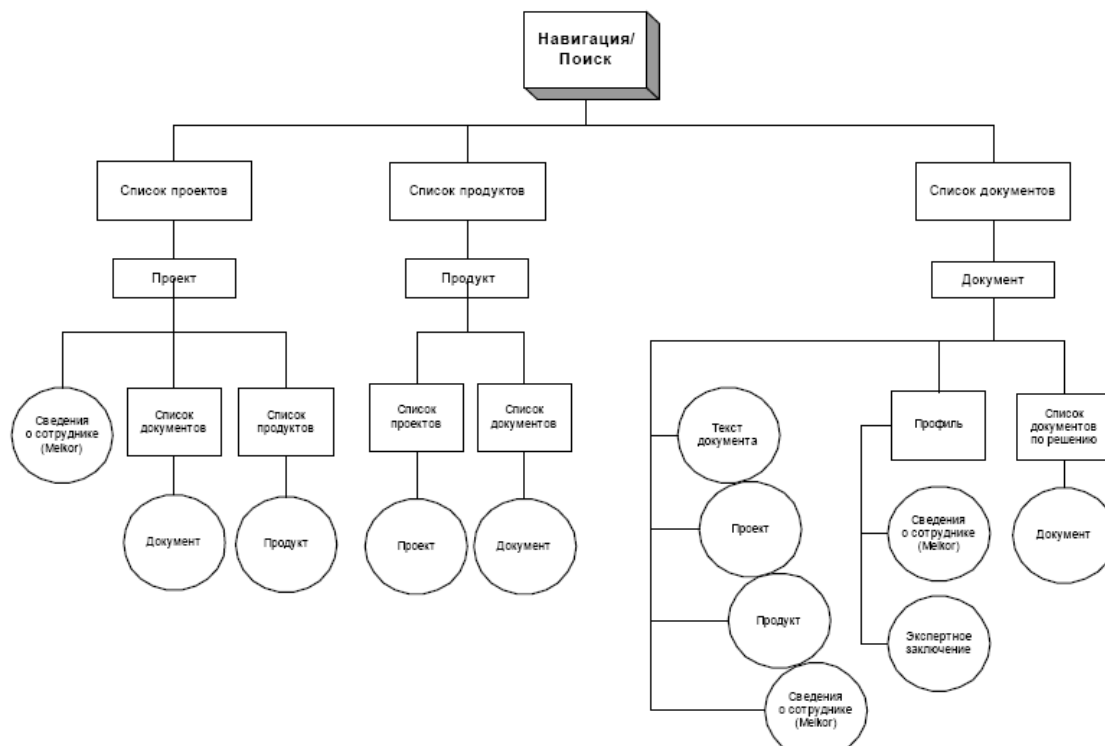 Навигация/
Поиск
Список проектов
Список продуктов
Список документов
Проект
Продукт
Документ
Сведения
о сотруднике
(Melkor)
Список
документов
Список
продуктов
Список
проектов
Список
документов
Текст
документа
Профиль
Список
документов
по решению
Документ
Продукт
Проект
Документ
Проект
Сведения
о сотруднике
(Melkor)
Документ
Продукт
Экспертное
заключение
Сведения
о сотруднике
(Melkor)